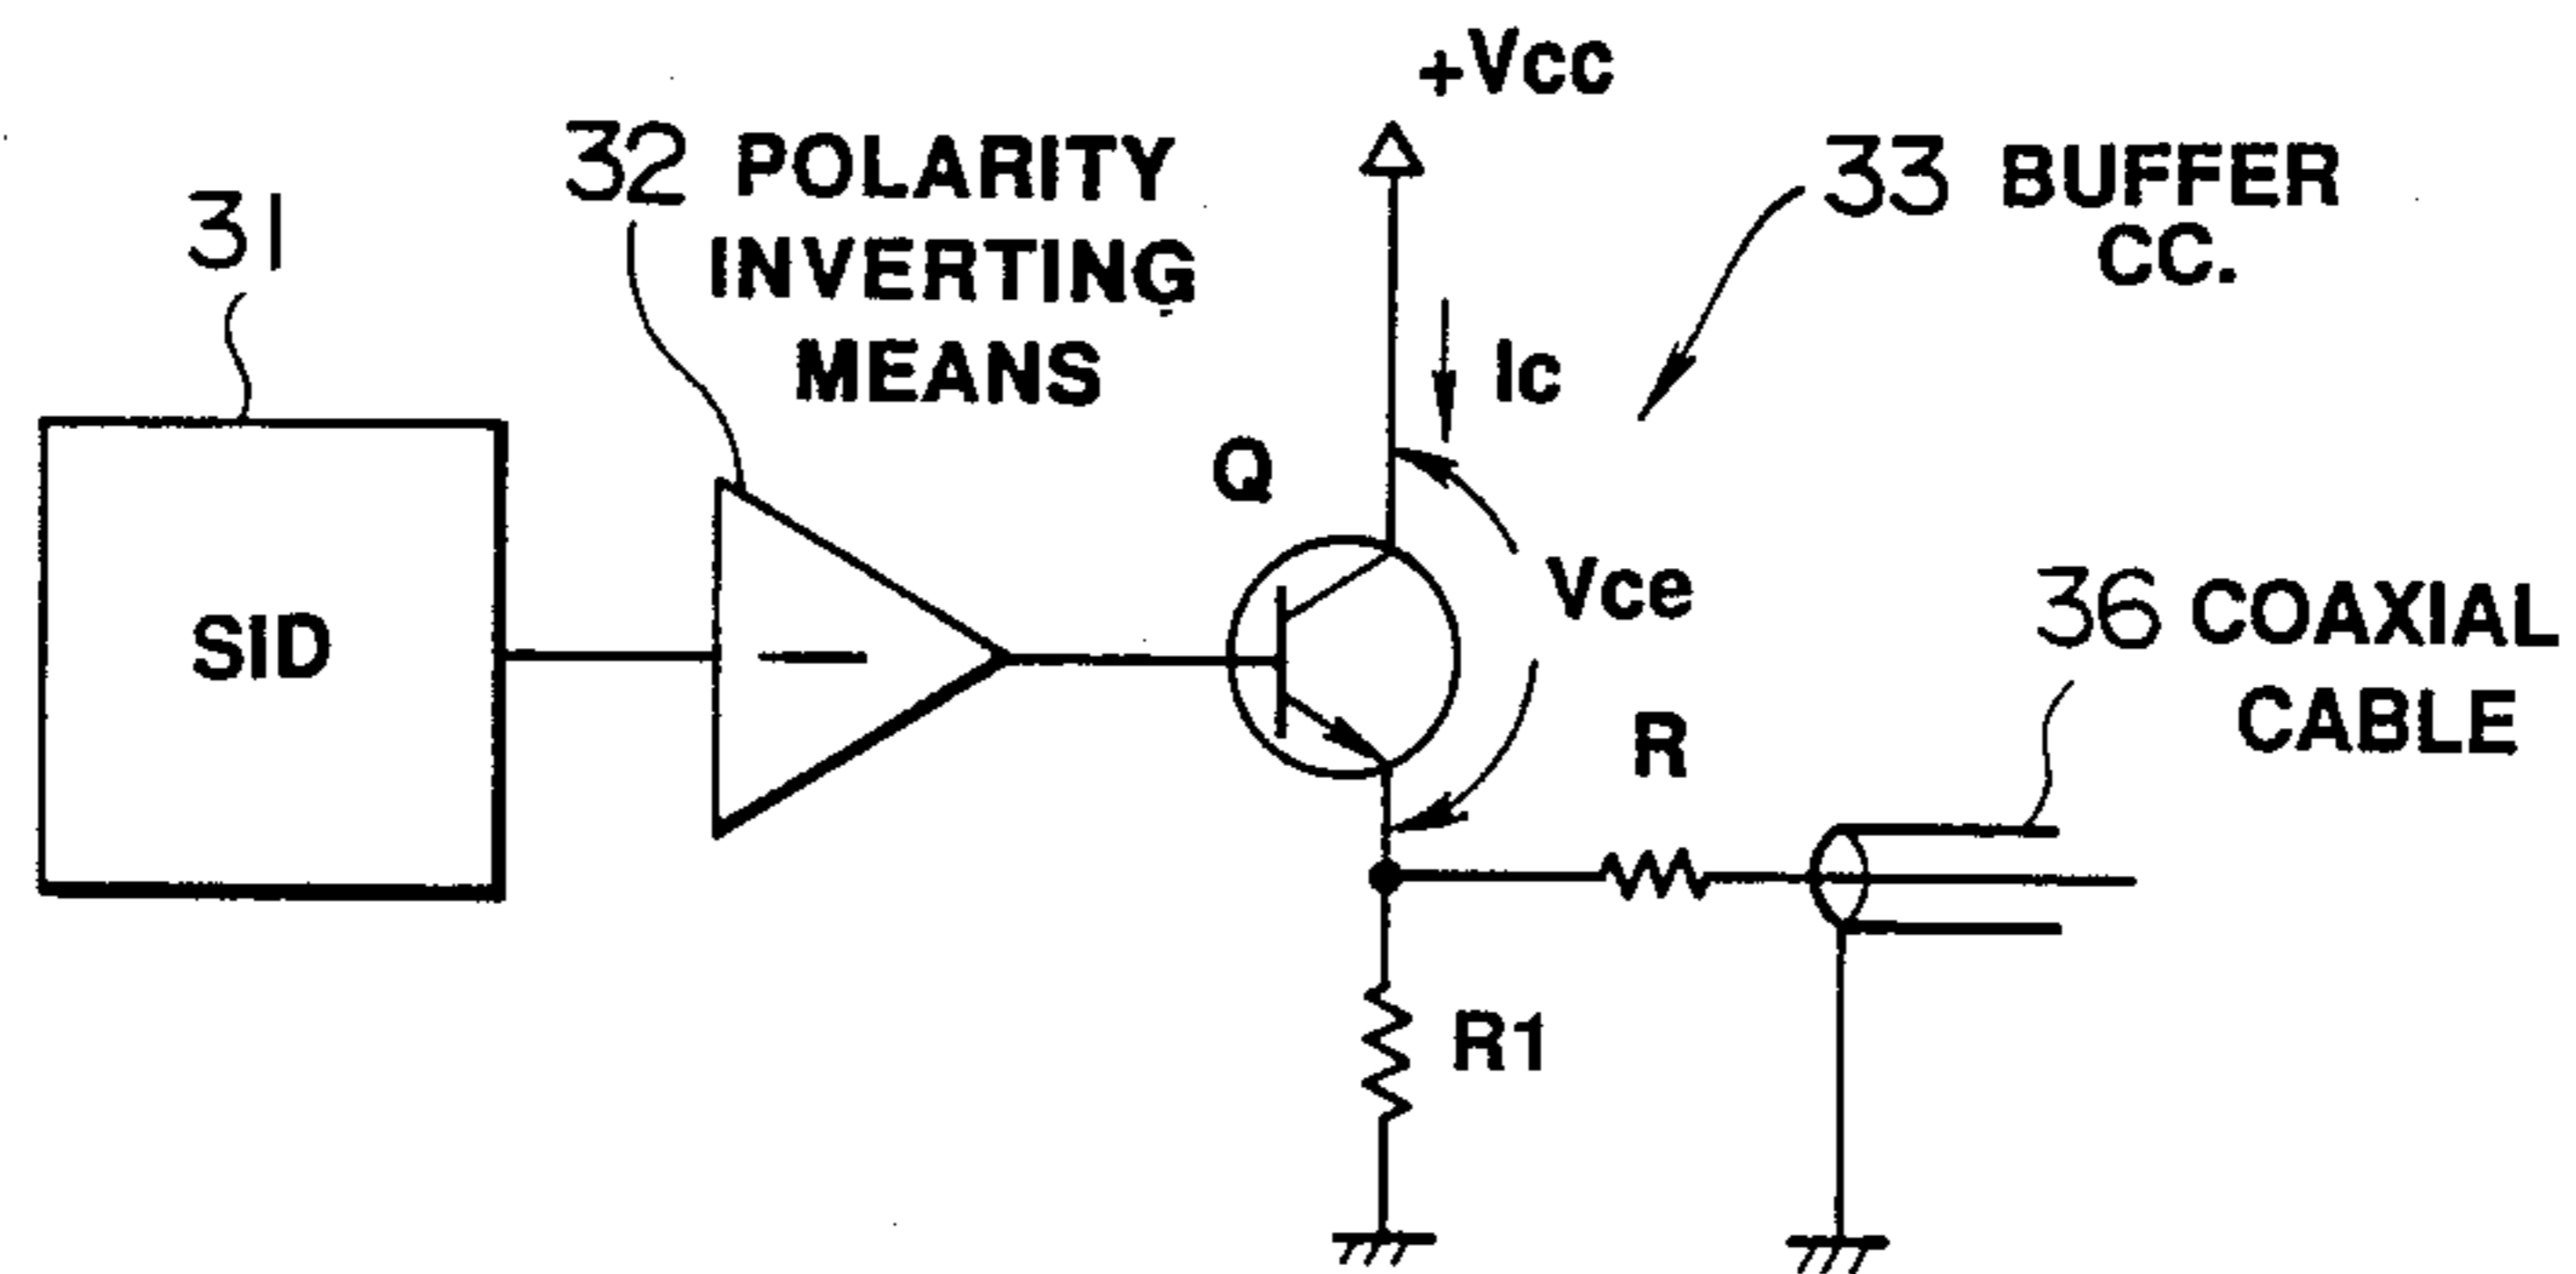 +Vcc
32 POLARITY
INVERTING
MEANS
33 BUFFER
CC.
31
Ic
Q
Vce
SID
36 COAXIAL
CABLE
R
R1